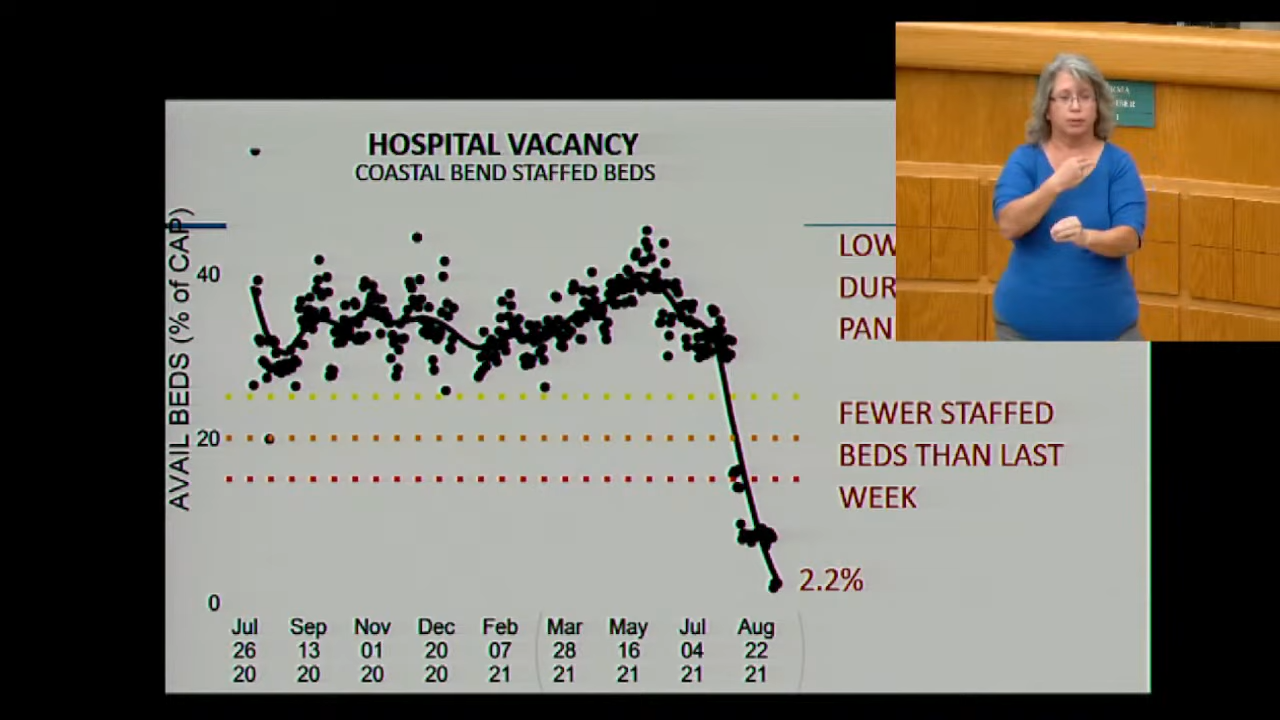 HOSPITAL VACANCY
COASTAL BEND STAFFED BEDS
AVAIL BEDS (% of CAP)
40
20
0
LOW
DUR
PAN
FEWER STAFFED
BEDS THAN LAST
WEEK
2.2%
Jul Sep Nov Dec Feb Mar May Jul Aug
26 13 01 20 07 28 16 04 22
20 20 20 20 21 21 21 21 21